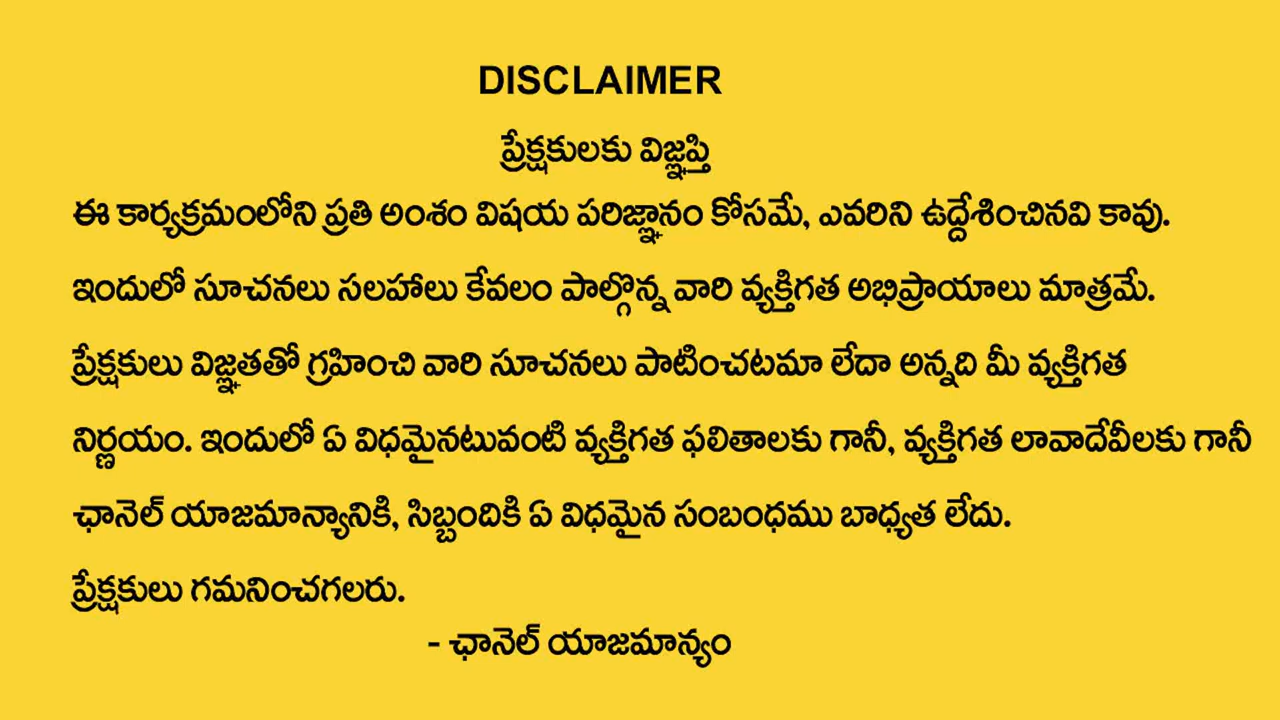 DISCLAIMER
ప్రేక్షకులకు విజ్ఞప్తి
ఈ కార్యక్రమంలోని ప్రతి అంశం విషయ పరిజ్ఞానం కోసమే, ఎవరిని ఉద్దేశించినవి కావు.
ఇందులో సూచనలు సలహాలు కేవలం పాల్గొన్న వారి వ్యక్తిగత అభిప్రాయాలు మాత్రమే.
ప్రేక్షకులు విజ్ఞతతో గ్రహించి వారి సూచనలు పాటించటమా లేదా అన్నది మీ వ్యక్తిగత
నిర్ణయం. ఇందులో ఏ విధమైనటువంటి వ్యక్తిగత ఫలితాలకు గానీ, వ్యక్తిగత లావాదేవీలకు గానీ
ఛానెల్ యాజమాన్యానికి, సిబ్బందికి ఏ విధమైన సంబంధము బాధ్యత లేదు.
ప్రేక్షకులు గమనించగలరు.
- ఛానెల్ యాజమాన్యం